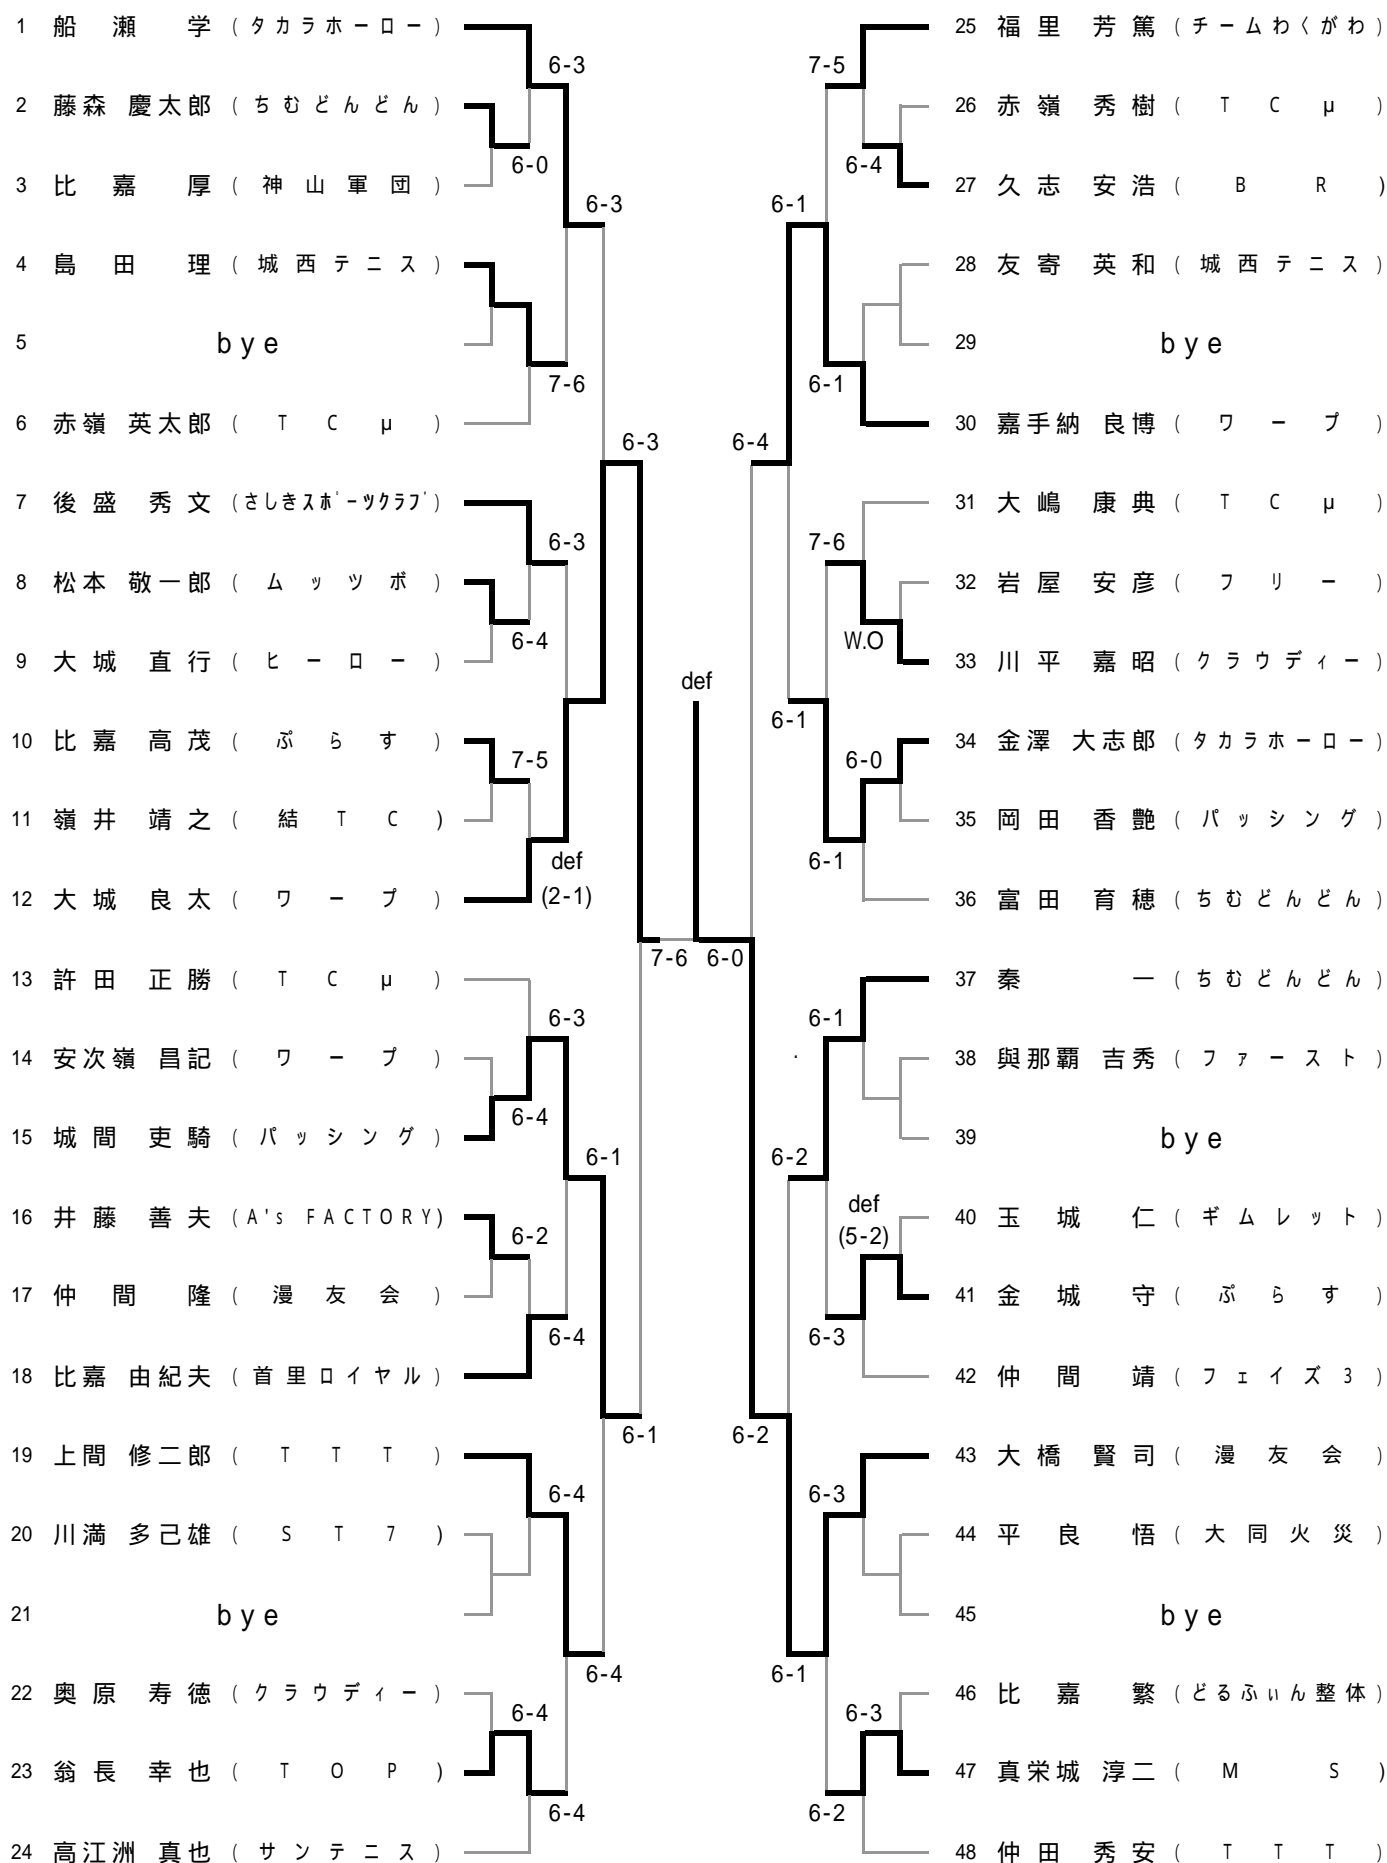 1 船瀬 学 (タカラホーロー)
6-3
2 藤森 慶太郎 (ちむどんどん)
6-0
3 比嘉 厚 (神山軍団)
6-3
4 島田 理 (城西テニス)
5 bye
7-6
6 赤嶺 英太郎 (TCμ)
6-3
7 後盛 秀文 (さしきスポーツクラブ)
6-3
8 松本 敬一郎 (ムッツボ)
6-4
9 大城 直行 (ヒーロー)
10 比嘉 高茂 (ぷらす)
7-5
11 嶺井 靖之 (結TC)
def
(2-1)
12 大城 良太 (ワープ)
7-6
13 許田 正勝 (TCμ)
6-3
14 安次嶺 昌記 (ワープ)
6-4
15 城間 吏騎 (パッシング)
6-1
16 井藤 善夫 (A's FACTORY)
6-2
17 仲間 隆 (漫友会)
6-4
18 比嘉 由紀夫 (首里ロイヤル)
6-1
19 上間 修二郎 (TTT)
6-4
20 川満 多己雄 (ST7)
21 bye
6-4
22 奥原 寿徳 (クラウディー)
6-4
23 翁長 幸也 (TOP)
6-4
24 高江洲 真也 (サンテニス)
def
25 福里 芳篤 (チームわくがわ)
7-5
26 赤嶺 秀樹 (TCμ)
6-4
27 久志 安浩 (BR)
6-1
28 友寄 英和 (城西テニス)
29 bye
6-1
30 嘉手納 良博 (ワープ)
6-4
31 大嶋 康典 (TCμ)
7-6
32 岩屋 安彦 (フリー)
W.O
33 川平 嘉昭 (クラウディー)
6-1
34 金澤 大志郎 (タカラホーロー)
6-0
35 岡田 香艶 (パッシング)
6-1
36 富田 育穂 (ちむどんどん)
6-0
37 秦 一 (ちむどんどん)
6-1
38 與那覇 吉秀 (ファースト)
39 bye
6-2
40 玉城 仁 (ギムレット)
def
(5-2)
41 金城 守 (ぷらす)
6-3
42 仲間 靖 (フェイズ3)
6-2
43 大橋 賢司 (漫友会)
6-3
44 平良 悟 (大同火災)
45 bye
6-1
46 比嘉 繁 (どるふぃん整体)
6-3
47 真栄城 淳二 (MS)
6-2
48 仲田 秀安 (TTT)